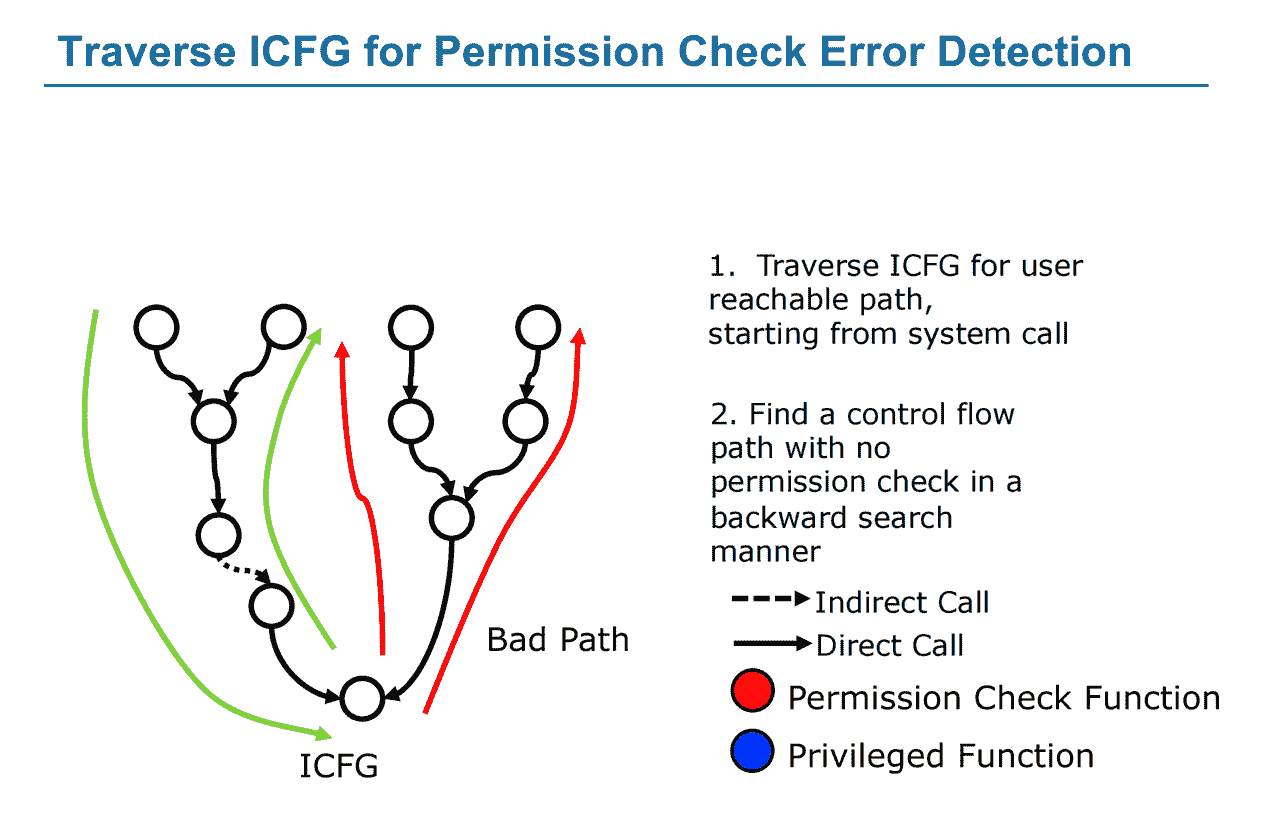 Traverse ICFG for Permission Check Error Detection
1.  Traverse ICFG for user
reachable path,
starting from system call
2. Find a control flow
path with no
permission check in a
backward search
manner
Indirect Call
Bad Path
Direct Call
Permission Check Function
Privileged Function
ICFG